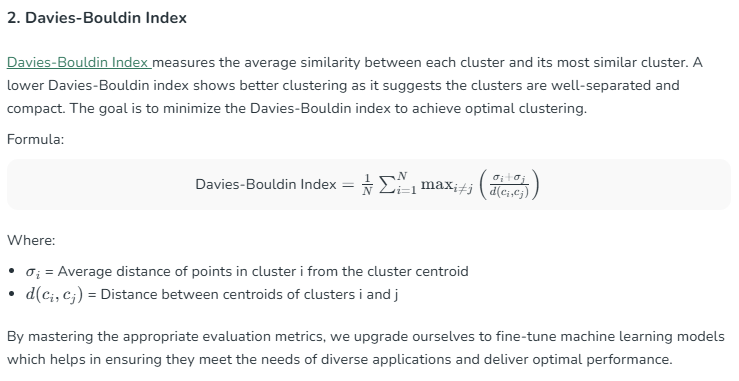 2. Davies-Bouldin Index
Davies-Bouldin Index measures the average similarity between each cluster and its most similar cluster. A
lower Davies-Bouldin index shows better clustering as it suggests the clusters are well-separated and
compact. The goal is to minimize the Davies-Bouldin index to achieve optimal clustering.
Formula:
Davies-Bouldin Index = \frac{1}{N} \sum_{i=1}^{N} \max_{i \neq j} \left( \frac{\sigma_i + \sigma_j}{d(c_i, c_j)} \right)
Where:
• σᵢ = Average distance of points in cluster i from the cluster centroid
• d(cᵢ, cⱼ) = Distance between centroids of clusters i and j
By mastering the appropriate evaluation metrics, we upgrade ourselves to fine-tune machine learning models
which helps in ensuring they meet the needs of diverse applications and deliver optimal performance.